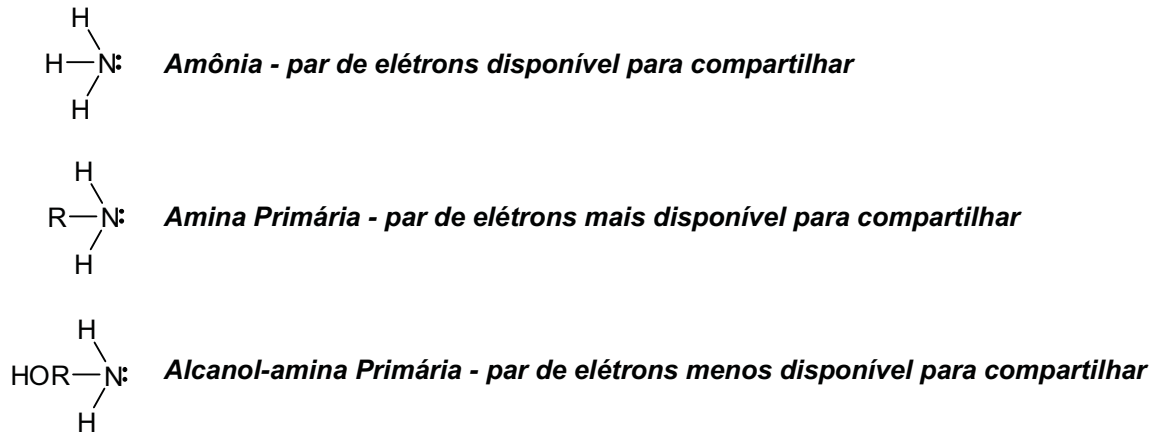 H
H—N: Amônia - par de elétrons disponível para compartilhar
H
H
R—N: Amina Primária - par de elétrons mais disponível para compartilhar
H
H
HOR—N: Alcanol-amina Primária - par de elétrons menos disponível para compartilhar
H